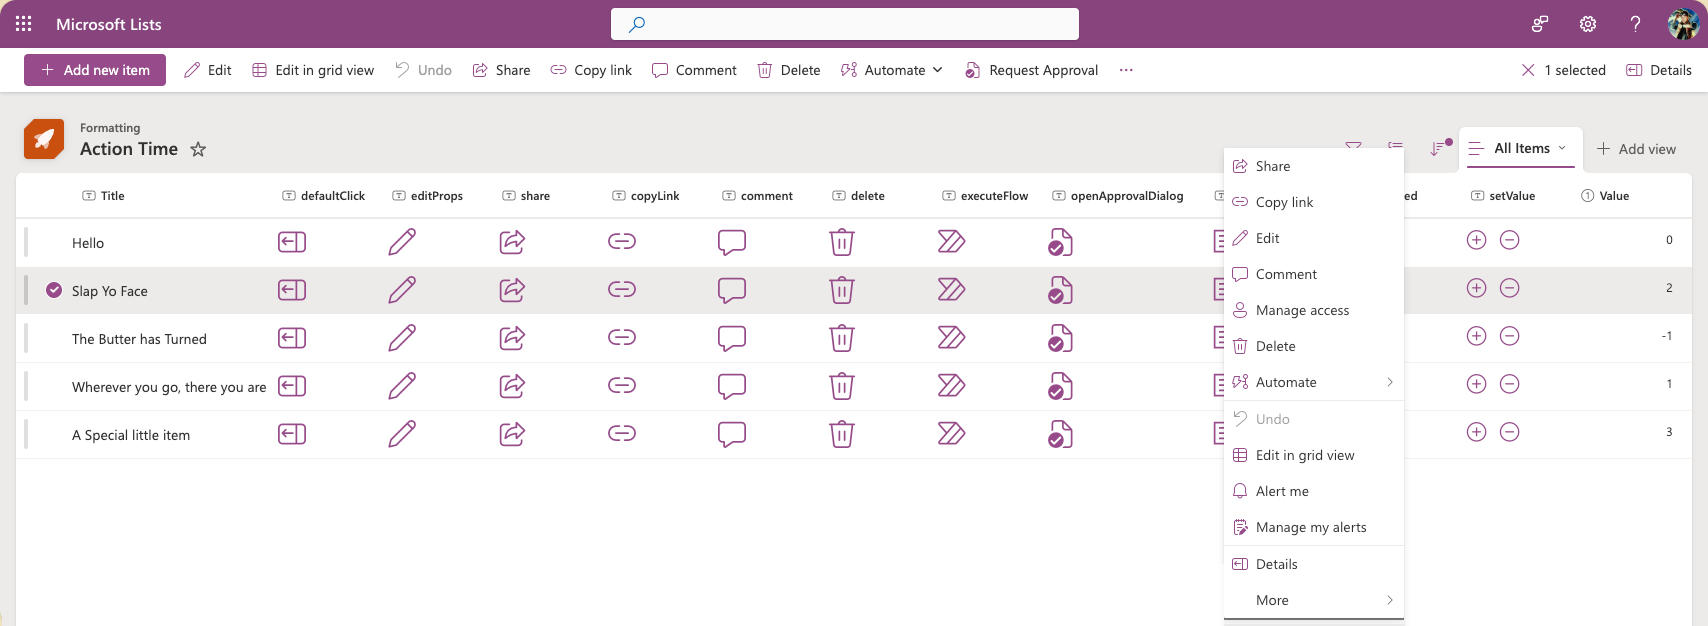 Microsoft Lists
Add new item Edit Edit in grid view Undo Share Copy link Comment Delete Automate Request Approval ... 1 selected Details
Formatting
Action Time
All Items Add view
Title defaultClick editProps share copyLink comment delete executeFlow openApprovalDialog ed setValue Value
Hello 0
Slap Yo Face 2
The Butter has Turned -1
Wherever you go, there you are 1
A Special little item 3
Share
Copy link
Edit
Comment
Manage access
Delete
Automate
Undo
Edit in grid view
Alert me
Manage my alerts
Details
More